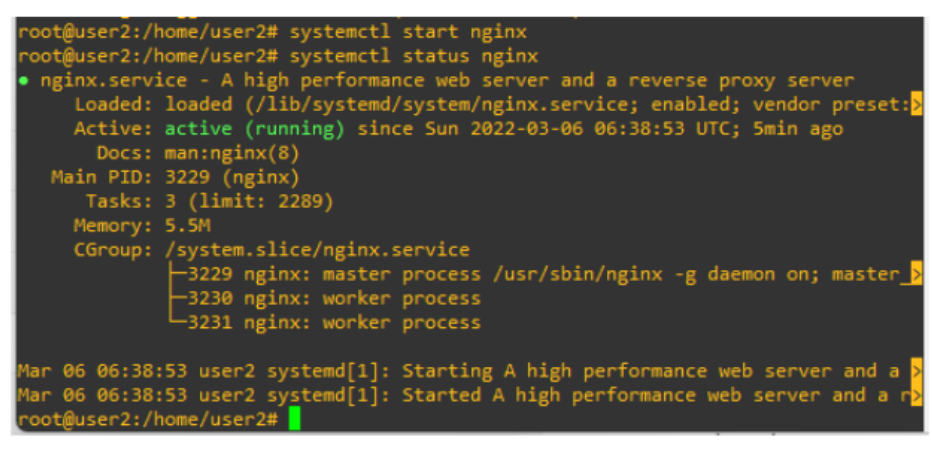 root@user2:/home/user2# systemctl start nginx
root@user2:/home/user2# systemctl status nginx
● nginx.service - A high performance web server and a reverse proxy server
Loaded: loaded (/lib/systemd/system/nginx.service; enabled; vendor preset:>
Active: active (running) since Sun 2022-03-06 06:38:53 UTC; 5min ago
Docs: man:nginx(8)
Main PID: 3229 (nginx)
Tasks: 3 (limit: 2289)
Memory: 5.5M
CGroup: /system.slice/nginx.service
├─3229 nginx: master process /usr/sbin/nginx -g daemon on; master_>
├─3230 nginx: worker process
└─3231 nginx: worker process
Mar 06 06:38:53 user2 systemd[1]: Starting A high performance web server and a >
Mar 06 06:38:53 user2 systemd[1]: Started A high performance web server and a r>
root@user2:/home/user2#